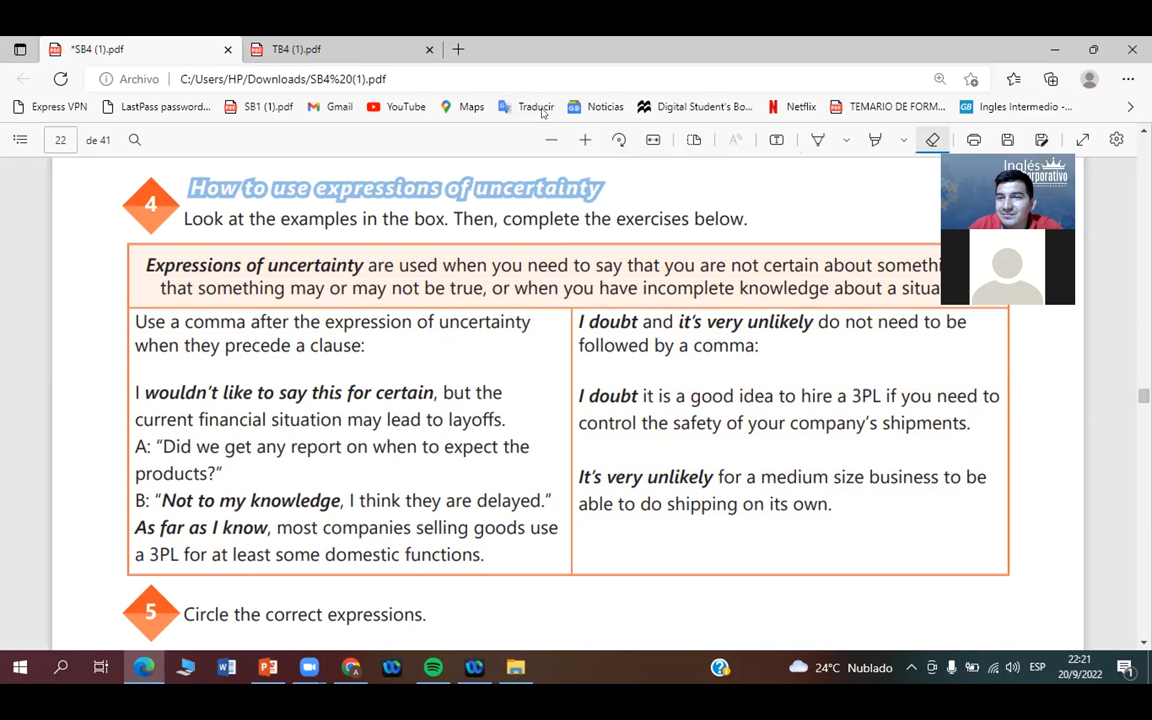 *SB4 (1).pdf
TB4 (1).pdf
Archivo C:/Users/HP/Downloads/SB4%20(1).pdf
Express VPN LastPass password... SB1 (1).pdf Gmail YouTube Maps Traducir Noticias Digital Student's Bo... Netflix TEMARIO DE FORM... Ingles Intermedio -...
22 de 41
Inglés
orporativo
4 How to use expressions of uncertainty
Look at the examples in the box. Then, complete the exercises below.
Expressions of uncertainty are used when you need to say that you are not certain about somethi
that something may or may not be true, or when you have incomplete knowledge about a situa
Use a comma after the expression of uncertainty
when they precede a clause:
I wouldn't like to say this for certain, but the
current financial situation may lead to layoffs.
A: "Did we get any report on when to expect the
products?"
B: "Not to my knowledge, I think they are delayed."
As far as I know, most companies selling goods use
a 3PL for at least some domestic functions.
I doubt and it's very unlikely do not need to be
followed by a comma:
I doubt it is a good idea to hire a 3PL if you need to
control the safety of your company's shipments.
It's very unlikely for a medium size business to be
able to do shipping on its own.
5 Circle the correct expressions.
24°C Nublado
ESP
22:21
20/9/2022